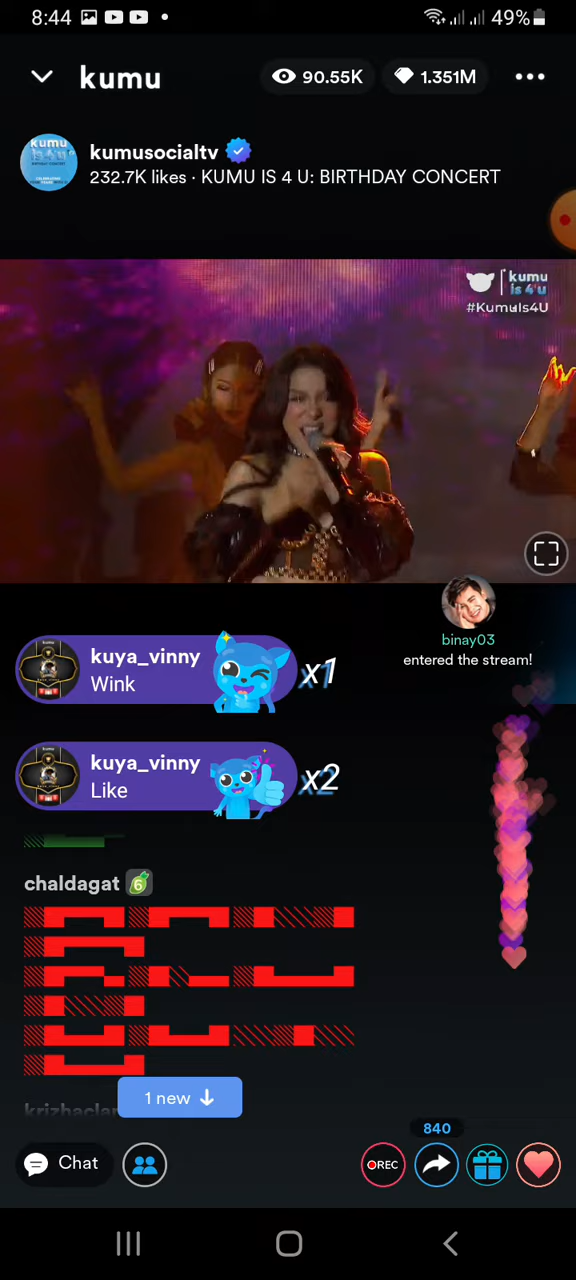 8:44
49%
kumu
90.55K
1.351M
kumusocialtv
232.7K likes · KUMU IS 4 U: BIRTHDAY CONCERT
kumu
is 4 u
#KumuIs4U
binay03
entered the stream!
kuya_vinny
Wink
x1
kuya_vinny
Like
x2
chaldagat 6
1 new
840
Chat
REC